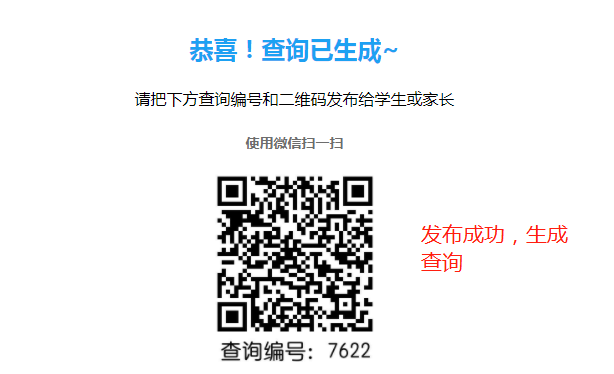 恭喜！查询已生成~
请把下方查询编号和二维码发布给学生或家长
使用微信扫一扫
发布成功，生成
查询
查询编号：7622